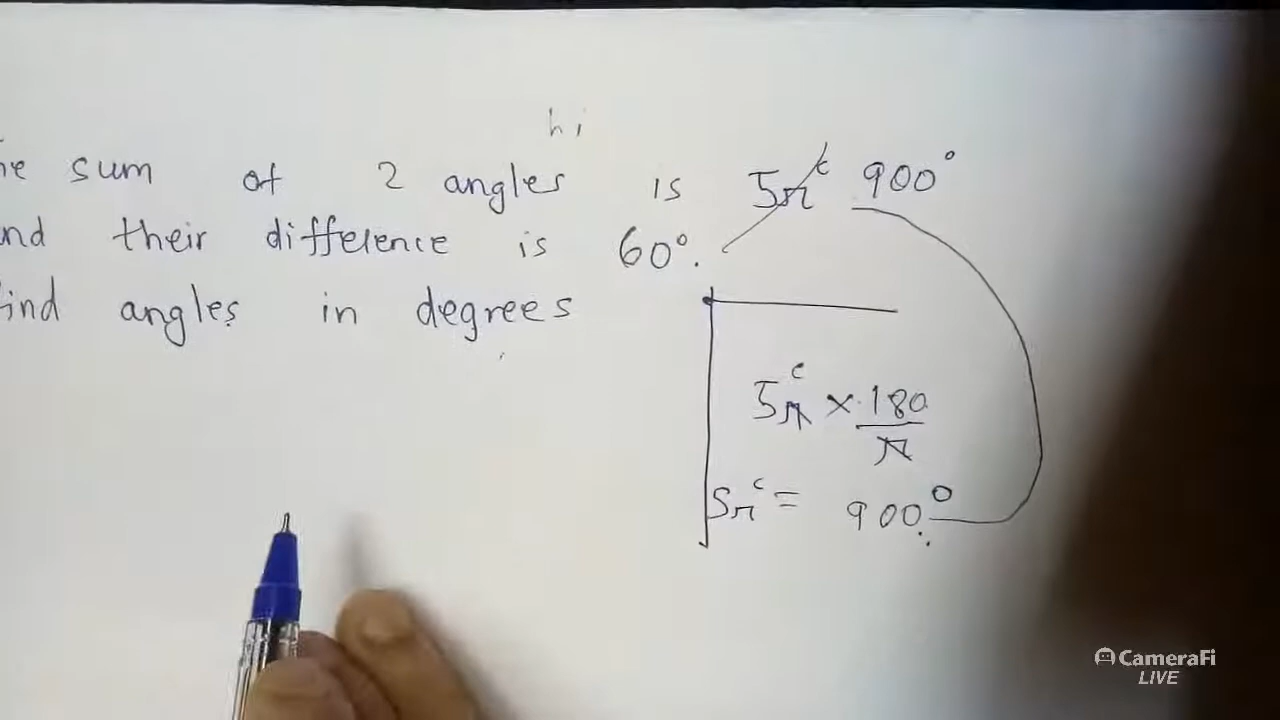 hi
he sum of 2 angles is 5π^c 900°
nd their difference is 60°.
ind angles in degrees
5π^c × 180/π
5π^c = 900°
CameraFi
LIVE